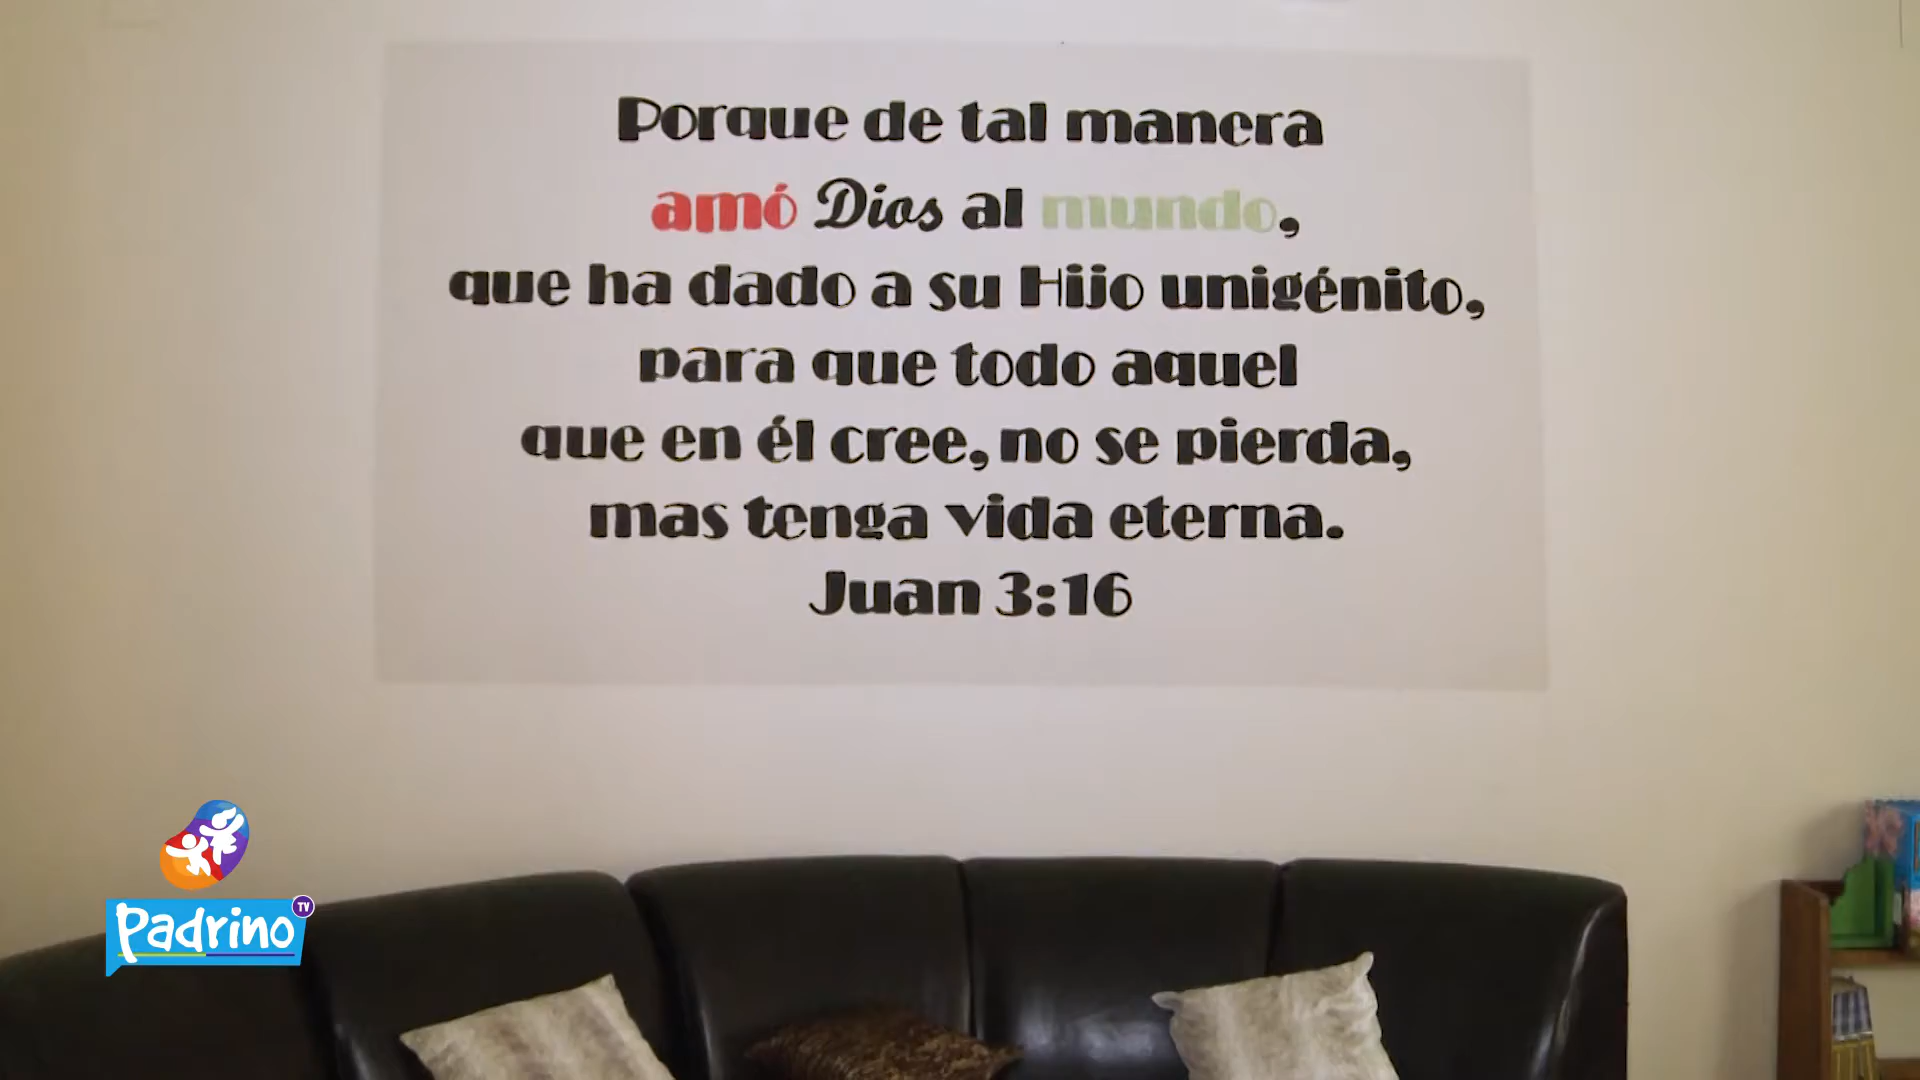 Porque de tal manera
amó Dios al mundo,
que ha dado a su Hijo unigénito,
para que todo aquel
que en él cree, no se pierda,
mas tenga vida eterna.
Juan 3:16
Padrino TV